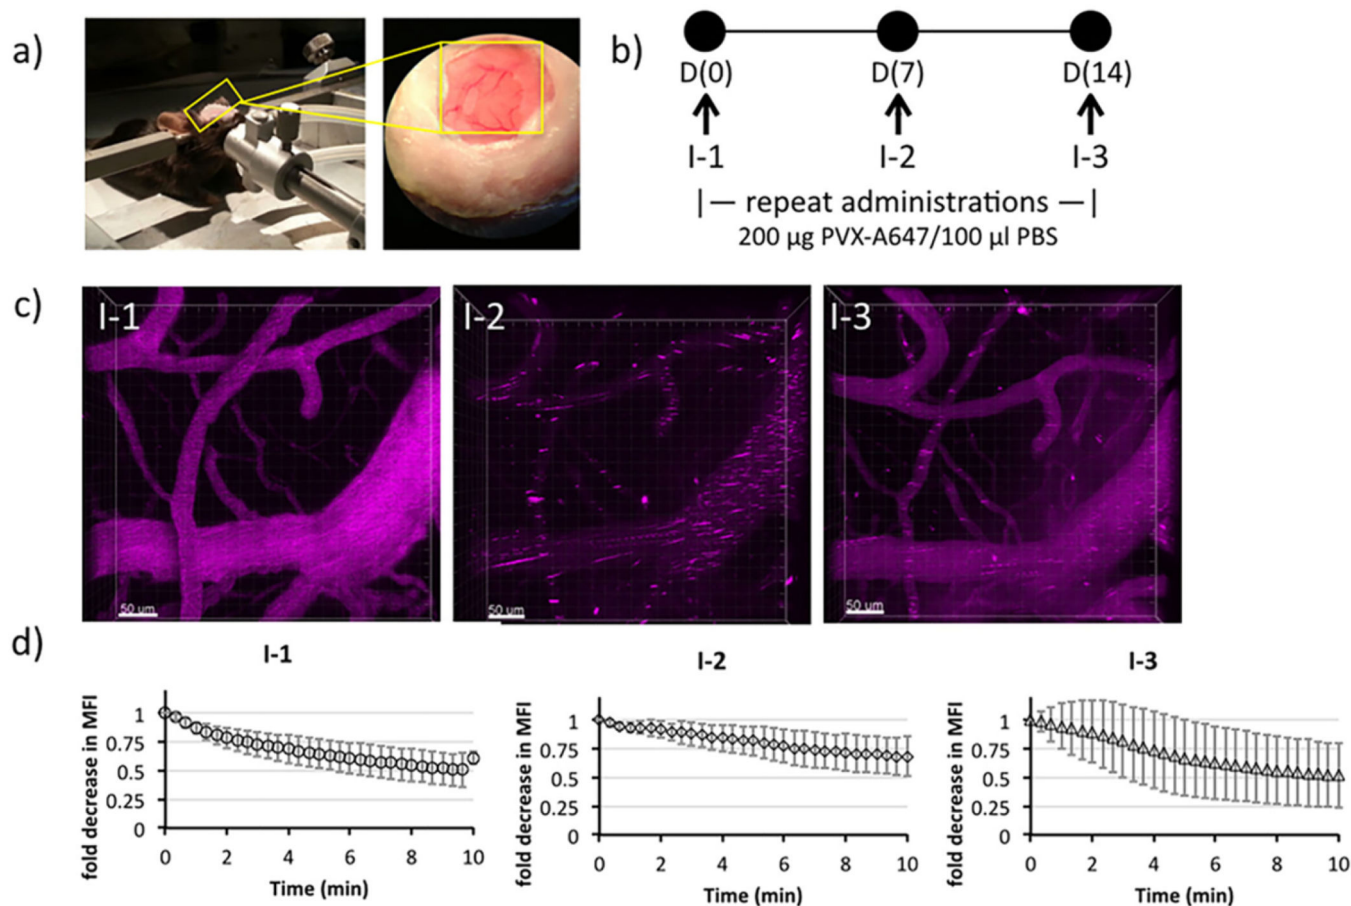 a)
b)
D(0) D(7) D(14)
I-1 I-2 I-3
|— repeat administrations —|
200 µg PVX-A647/100 µl PBS
c)
I-1 I-2 I-3
50 um 50 um 50 um
d)
I-1
fold decrease in MFI
1
0.75
0.5
0.25
0
0 2 4 6 8 10
Time (min)
I-2
fold decrease in MFI
1
0.75
0.5
0.25
0
0 2 4 6 8 10
Time (min)
I-3
fold decrease in MFI
1
0.75
0.5
0.25
0
0 2 4 6 8 10
Time (min)